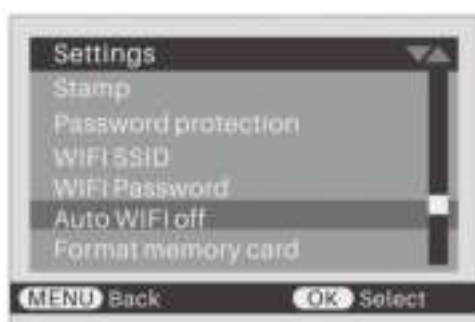 Settings
Stamp
Password protection
WIFI SSID
WIFI Password
Auto WIFI off
Format memory card
MENU Back OK Select